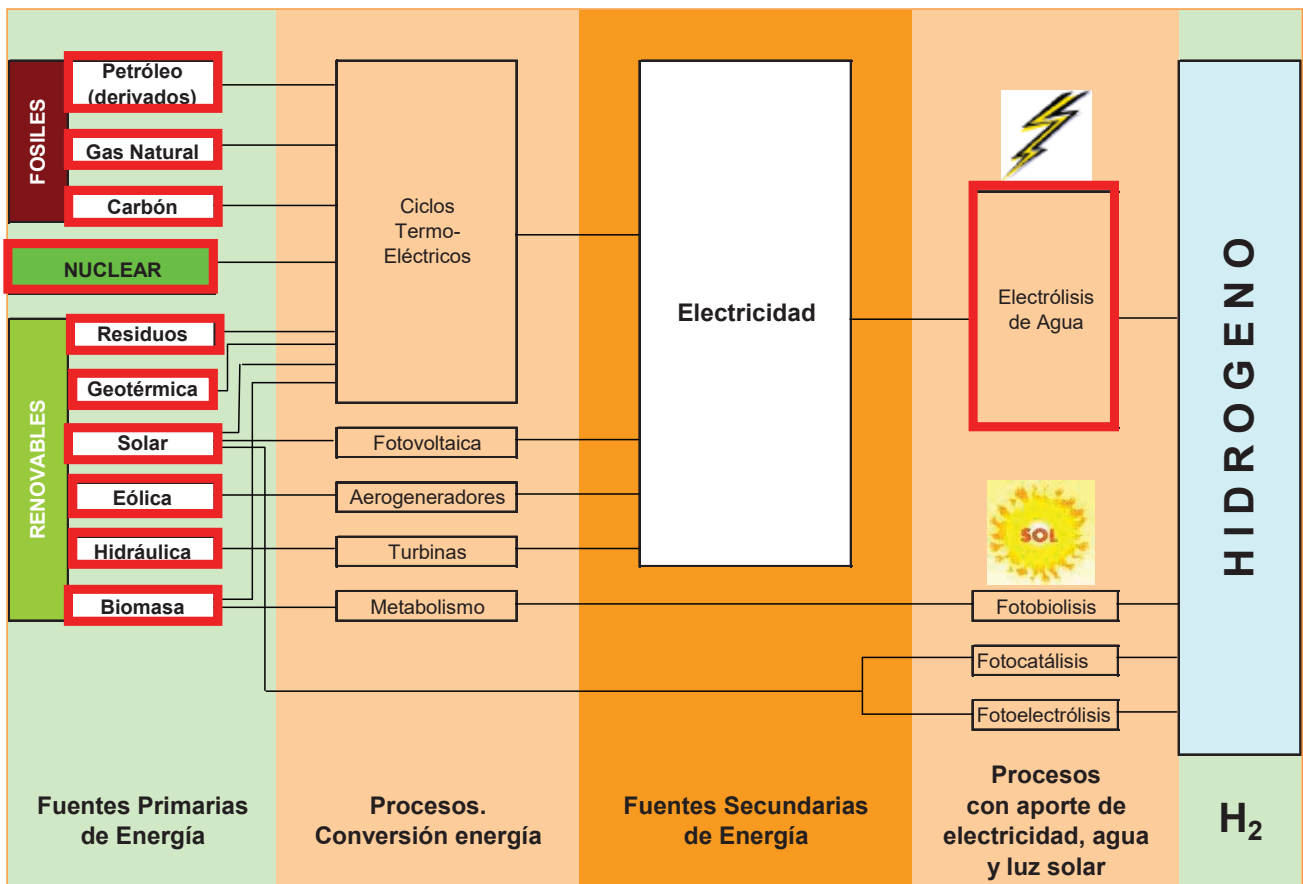 FOSILES
Petróleo
(derivados)
Gas Natural
Carbón
NUCLEAR
RENOVABLES
Residuos
Geotérmica
Solar
Eólica
Hidráulica
Biomasa
Fuentes Primarias
de Energía
Ciclos
Termo-
Eléctricos
Fotovoltaica
Aerogeneradores
Turbinas
Metabolismo
Procesos.
Conversión energía
Electricidad
Fuentes Secundarias
de Energía
Electrólisis
de Agua
SOL
Fotobiolisis
Fotocatálisis
Fotoelectrólisis
Procesos
con aporte de
electricidad, agua
y luz solar
HIDROGENO
H2